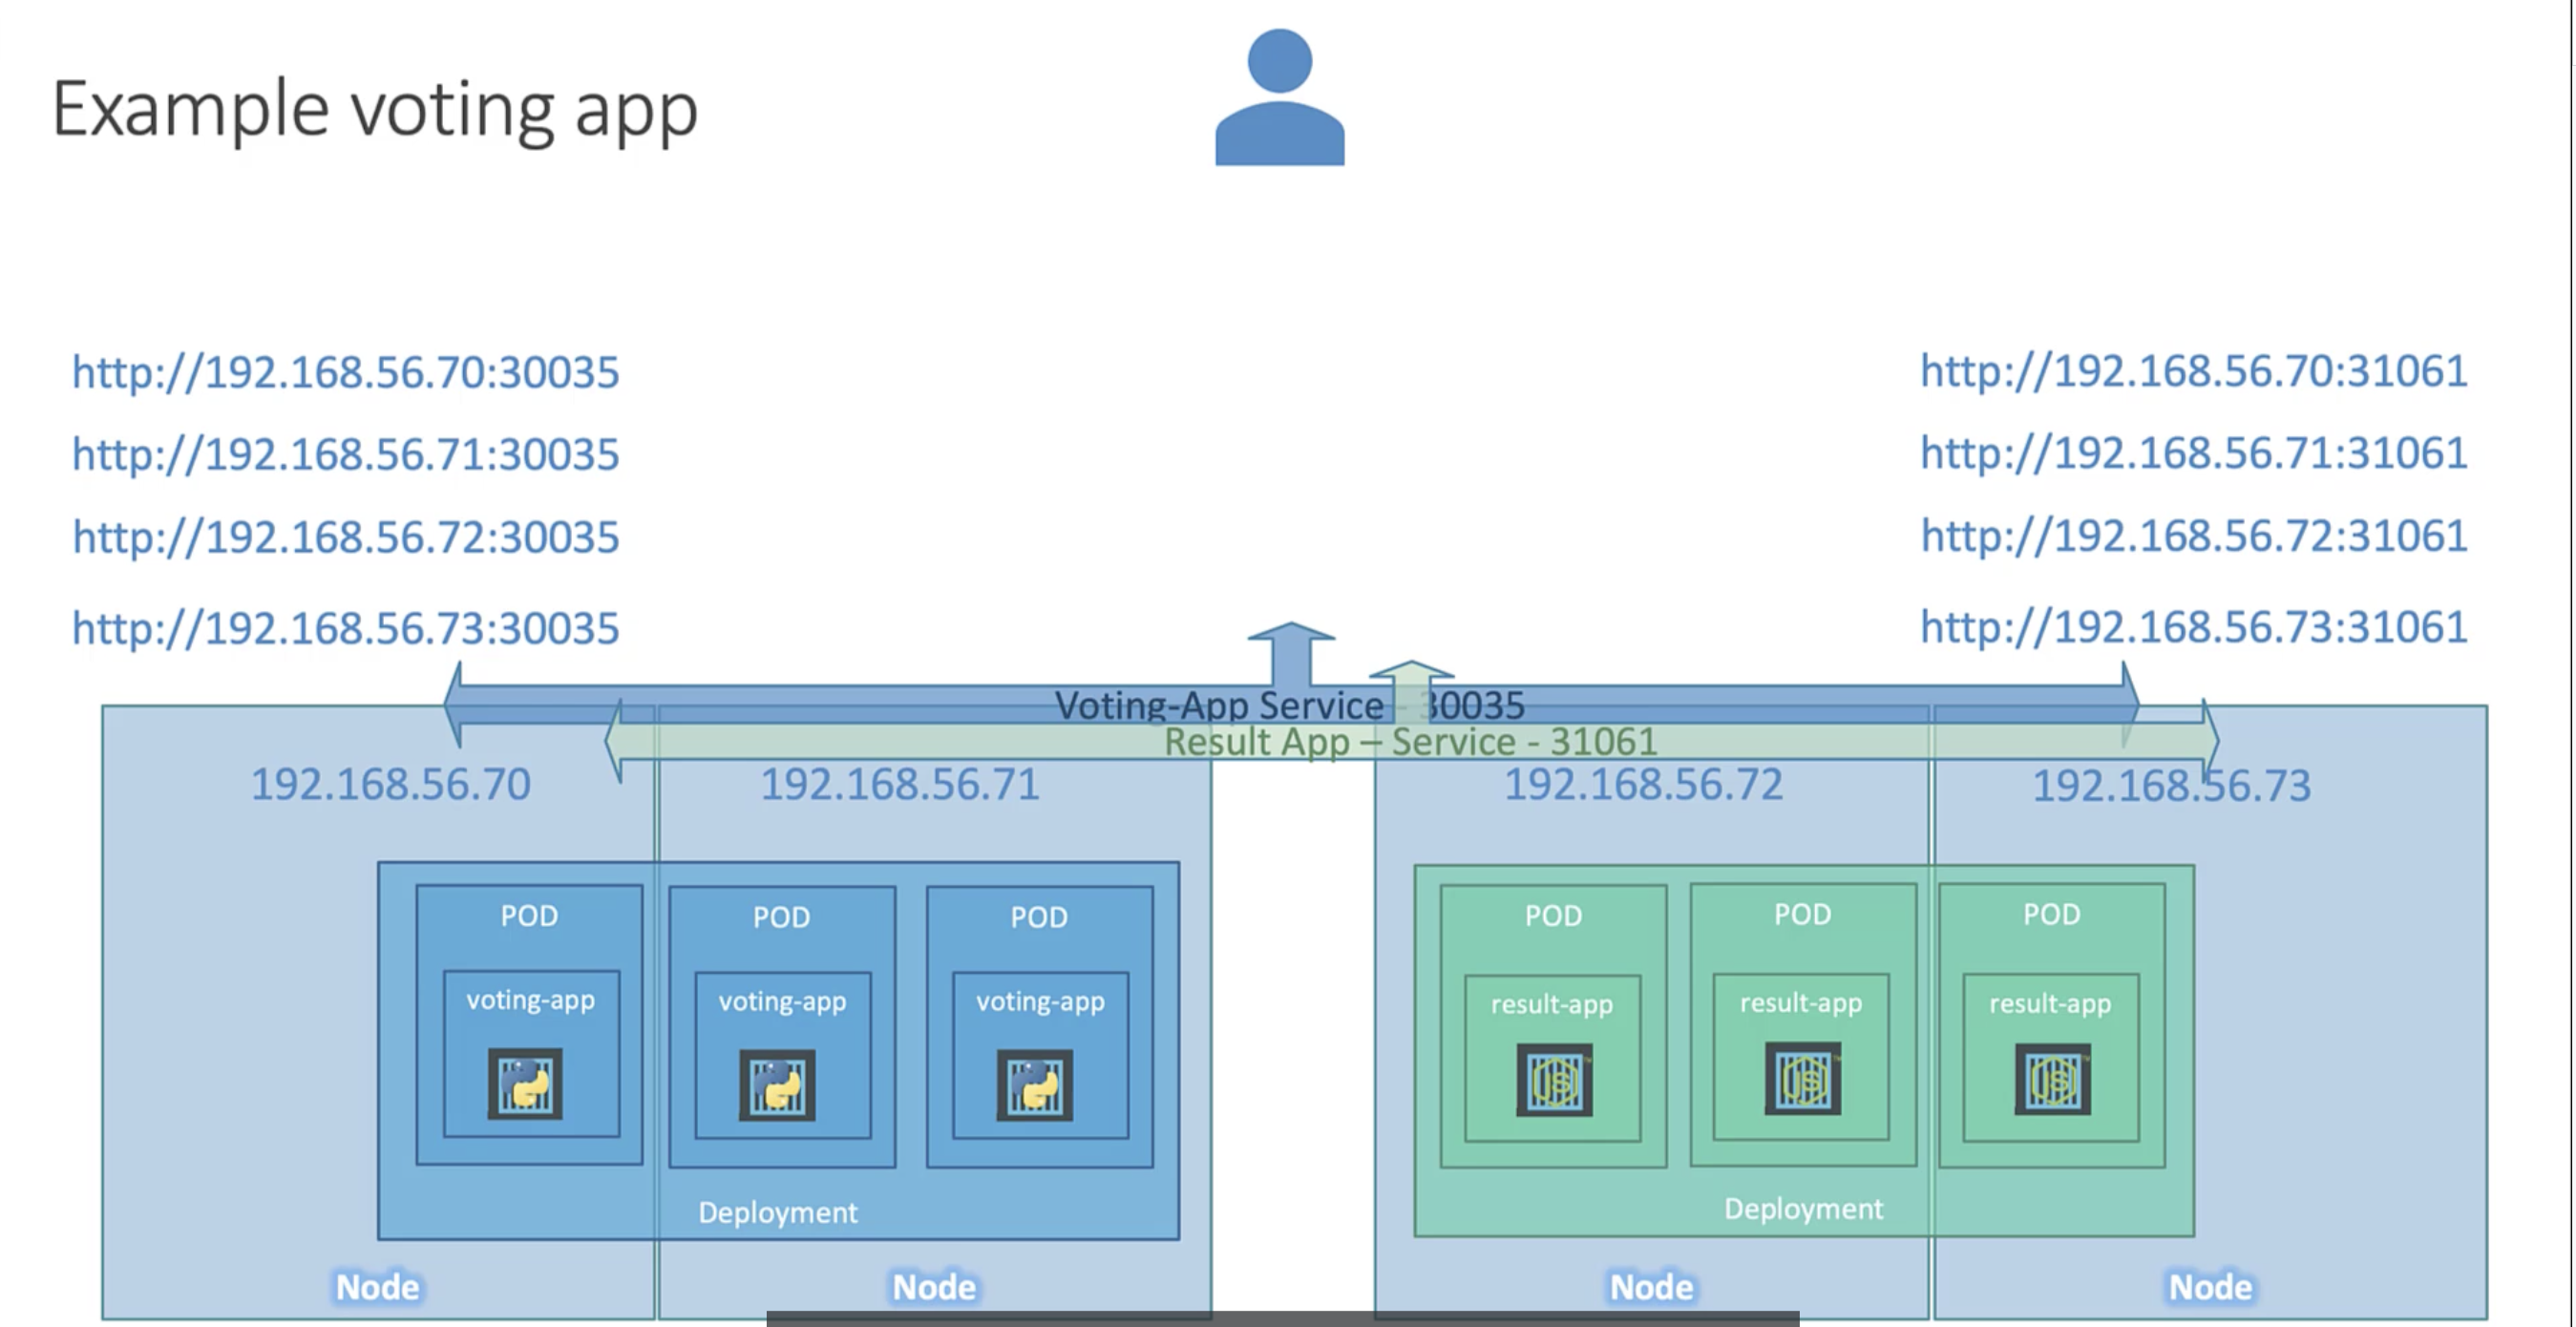 Example voting app
http://192.168.56.70:30035
http://192.168.56.71:30035
http://192.168.56.72:30035
http://192.168.56.73:30035
http://192.168.56.70:31061
http://192.168.56.71:31061
http://192.168.56.72:31061
http://192.168.56.73:31061
Voting-App Service - 30035
Result App – Service - 31061
192.168.56.70
192.168.56.71
192.168.56.72
192.168.56.73
POD
voting-app
POD
voting-app
POD
voting-app
Deployment
POD
result-app
JS
POD
result-app
JS
POD
result-app
JS
Deployment
Node
Node
Node
Node